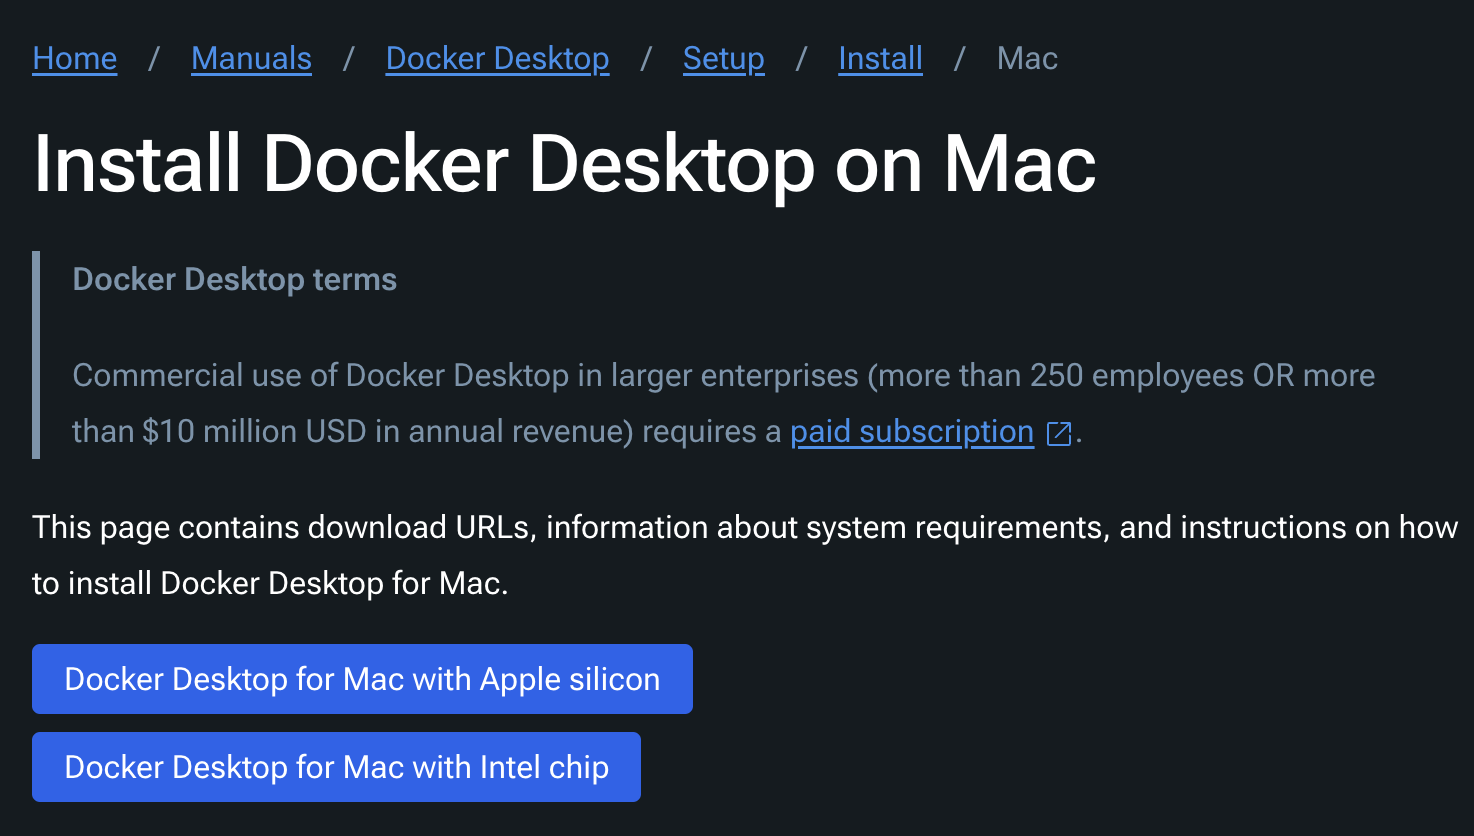 Home / Manuals / Docker Desktop / Setup / Install / Mac
Install Docker Desktop on Mac
Docker Desktop terms
Commercial use of Docker Desktop in larger enterprises (more than 250 employees OR more
than $10 million USD in annual revenue) requires a paid subscription.
This page contains download URLs, information about system requirements, and instructions on how
to install Docker Desktop for Mac.
Docker Desktop for Mac with Apple silicon
Docker Desktop for Mac with Intel chip